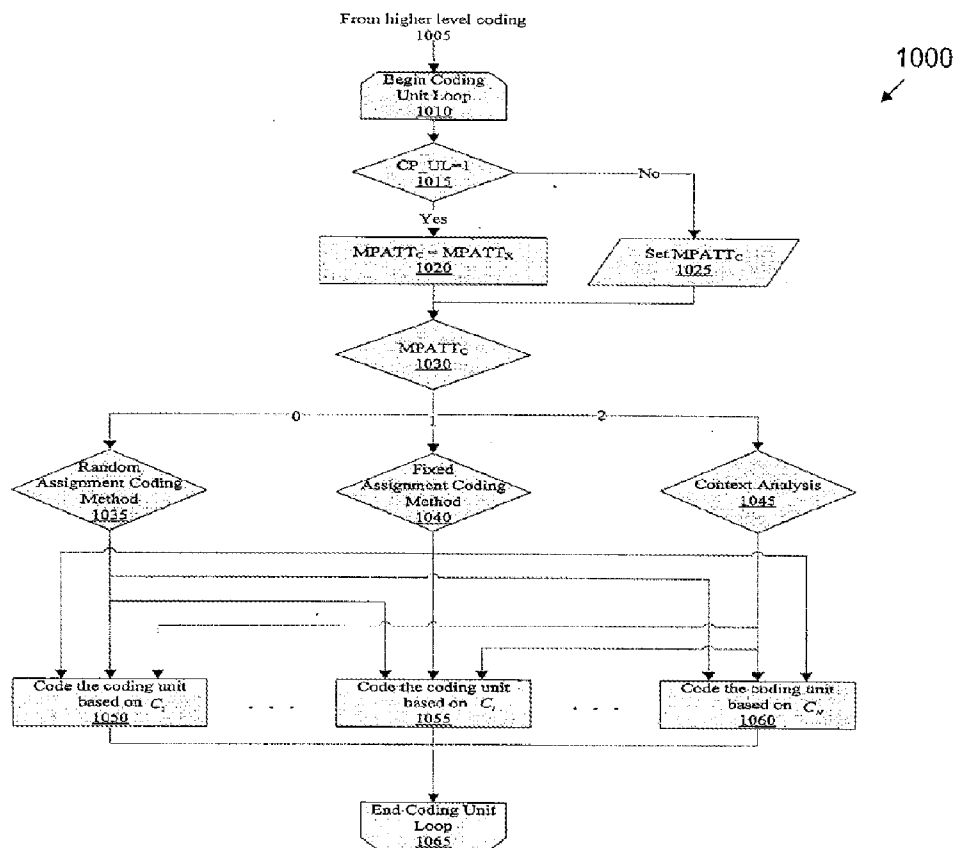 From higher level coding
1005
1000
Begin Coding
Unit Loop
1010
CP_UL=1
1015
No
Yes
MPATT_C = MPATT_X
1020
Set MPATT_C
1025
MPATT_C
1030
0
1
2
Random
Assignment Coding
Method
1035
Fixed
Assignment Coding
Method
1040
Context Analysis
1045
Code the coding unit
based on C_1
1050
. . .
Code the coding unit
based on C_i
1055
. . .
Code the coding unit
based on C_N
1060
End Coding Unit
Loop
1065